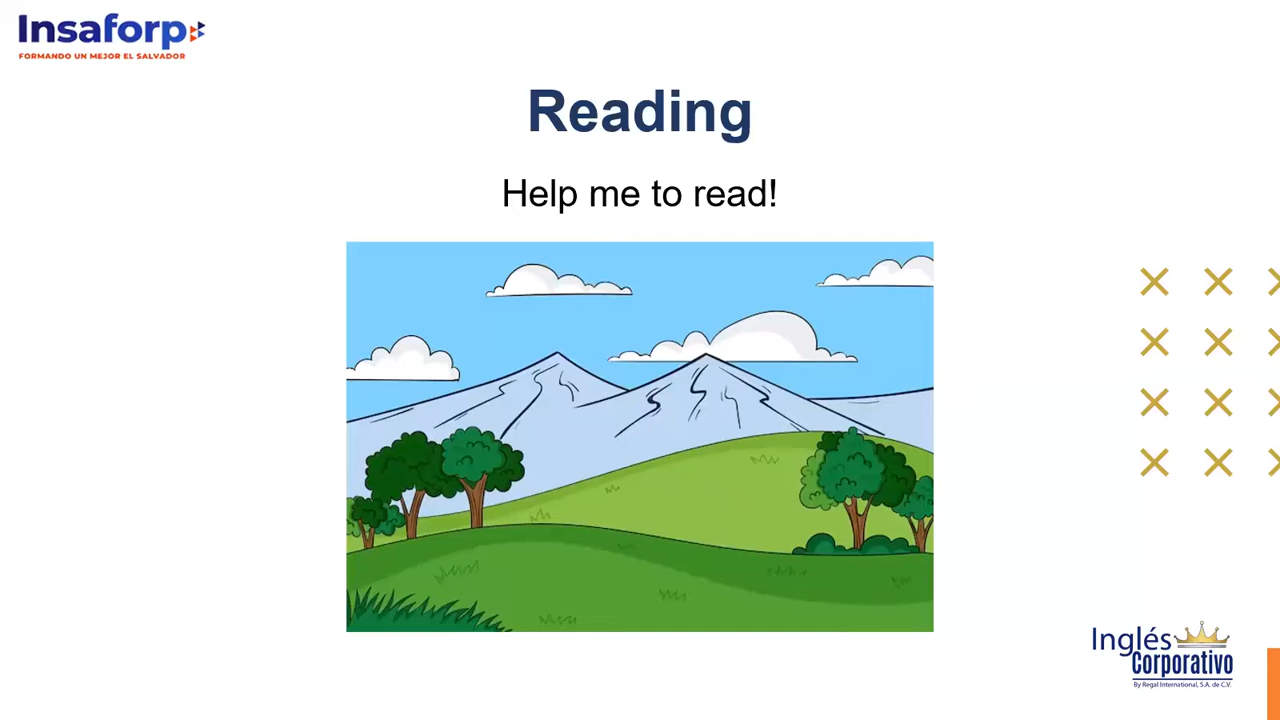 Insaforp
FORMANDO UN MEJOR EL SALVADOR
Reading
Help me to read!
Inglés
Corporativo
By Regal International, S.A. de C.V.